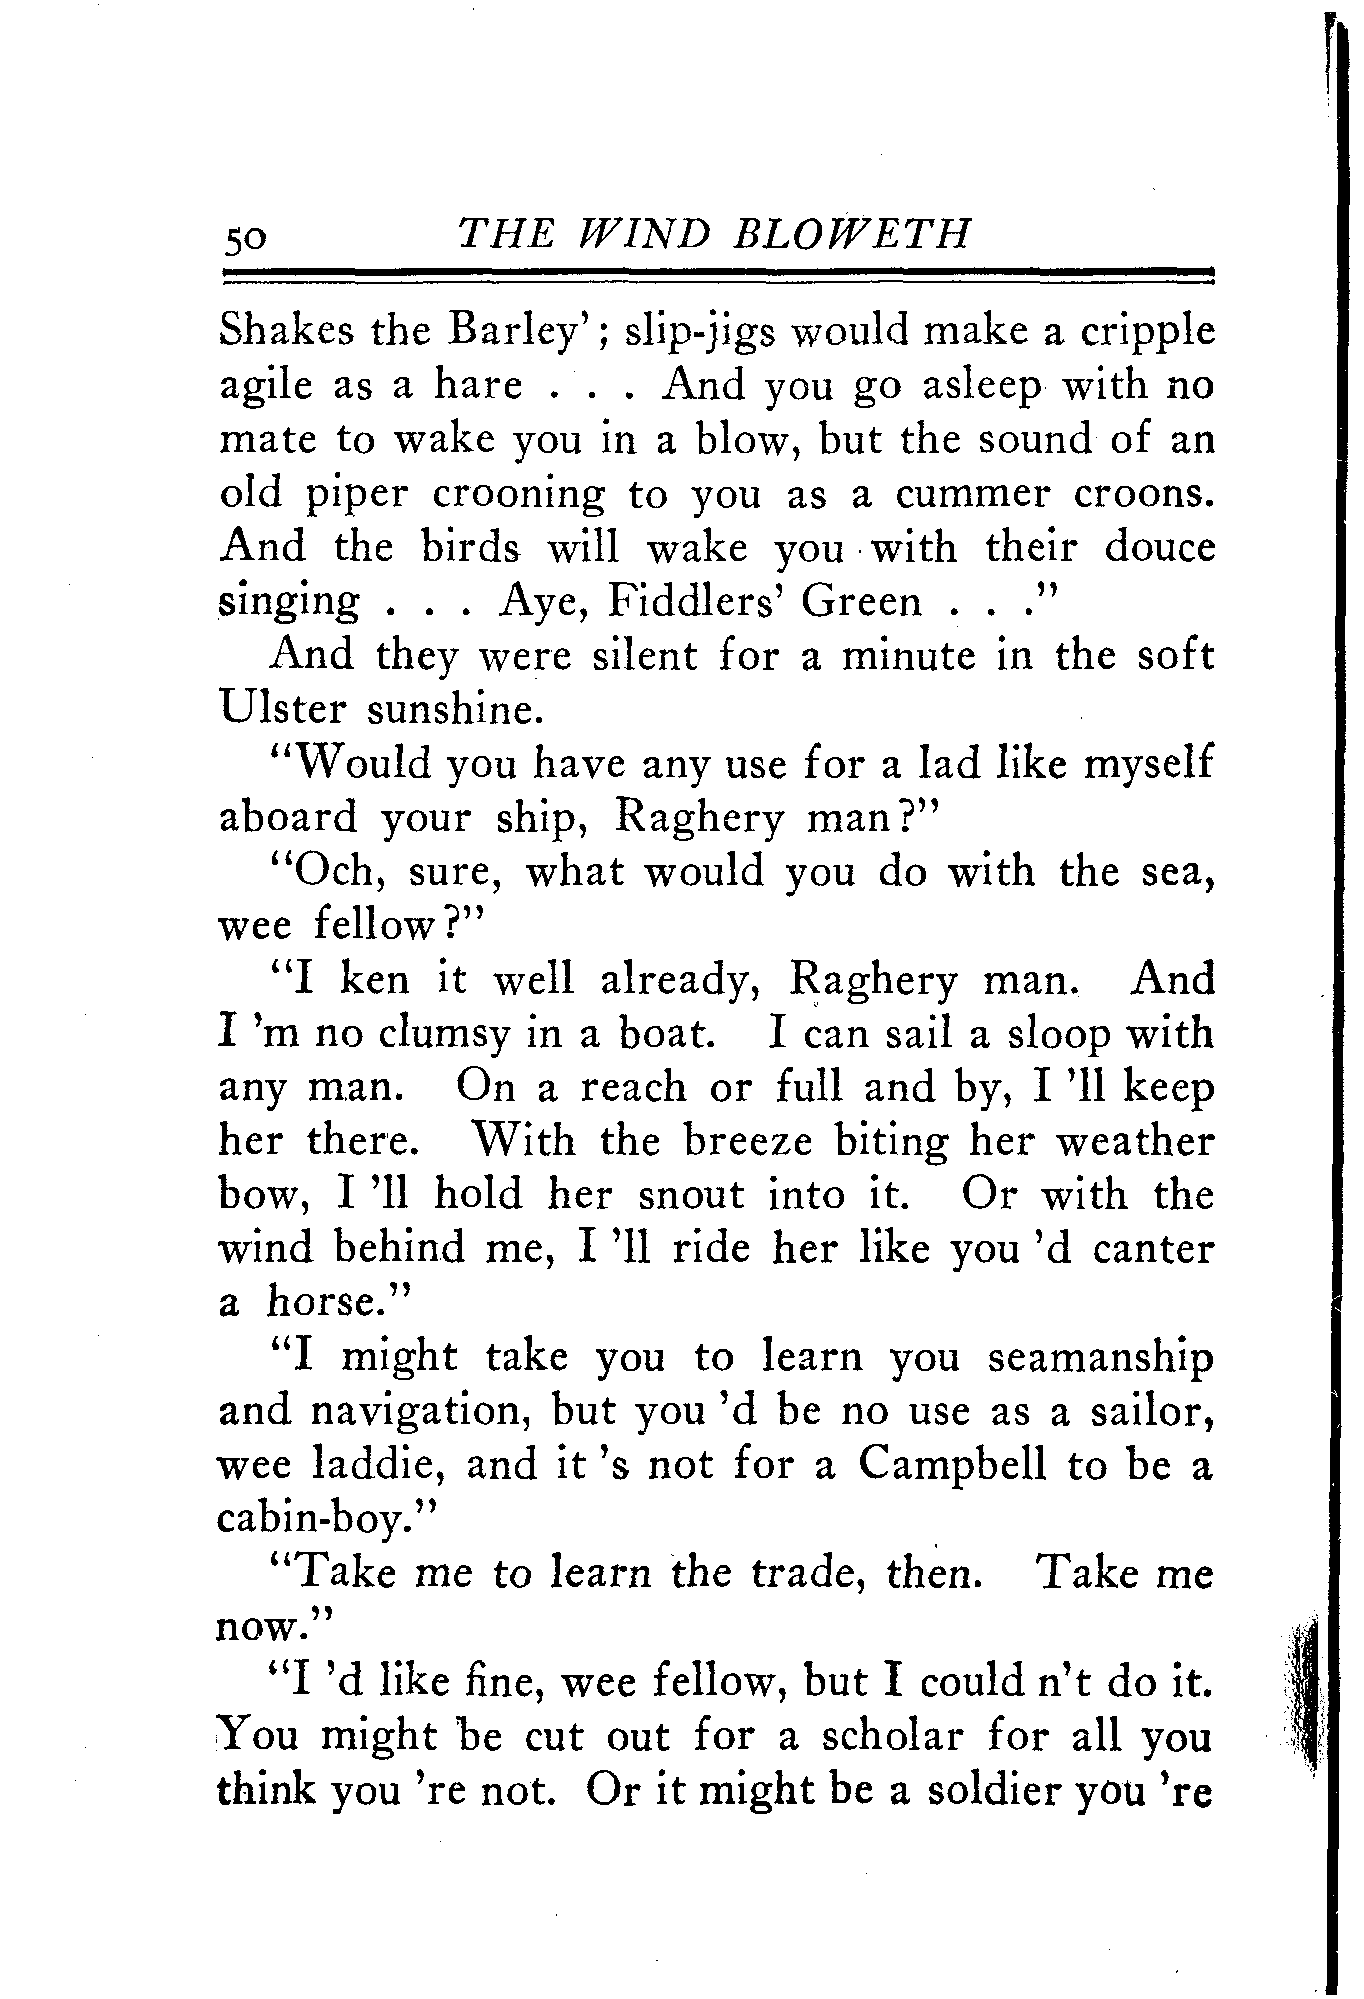 50 THE WIND BLOWETH
Shakes the Barley'; slip-jigs would make a cripple
agile as a hare . . . And you go asleep with no
mate to wake you in a blow, but the sound of an
old piper crooning to you as a cummer croons.
And the birds will wake you with their douce
singing . . . Aye, Fiddlers' Green . . ."
And they were silent for a minute in the soft
Ulster sunshine.
"Would you have any use for a lad like myself
aboard your ship, Raghery man?"
"Och, sure, what would you do with the sea,
wee fellow?"
"I ken it well already, Raghery man. And
I 'm no clumsy in a boat. I can sail a sloop with
any man. On a reach or full and by, I 'll keep
her there. With the breeze biting her weather
bow, I 'll hold her snout into it. Or with the
wind behind me, I 'll ride her like you 'd canter
a horse."
"I might take you to learn you seamanship
and navigation, but you 'd be no use as a sailor,
wee laddie, and it 's not for a Campbell to be a
cabin-boy."
"Take me to learn the trade, then. Take me
now."
"I 'd like fine, wee fellow, but I could n't do it.
You might be cut out for a scholar for all you
think you 're not. Or it might be a soldier you 're